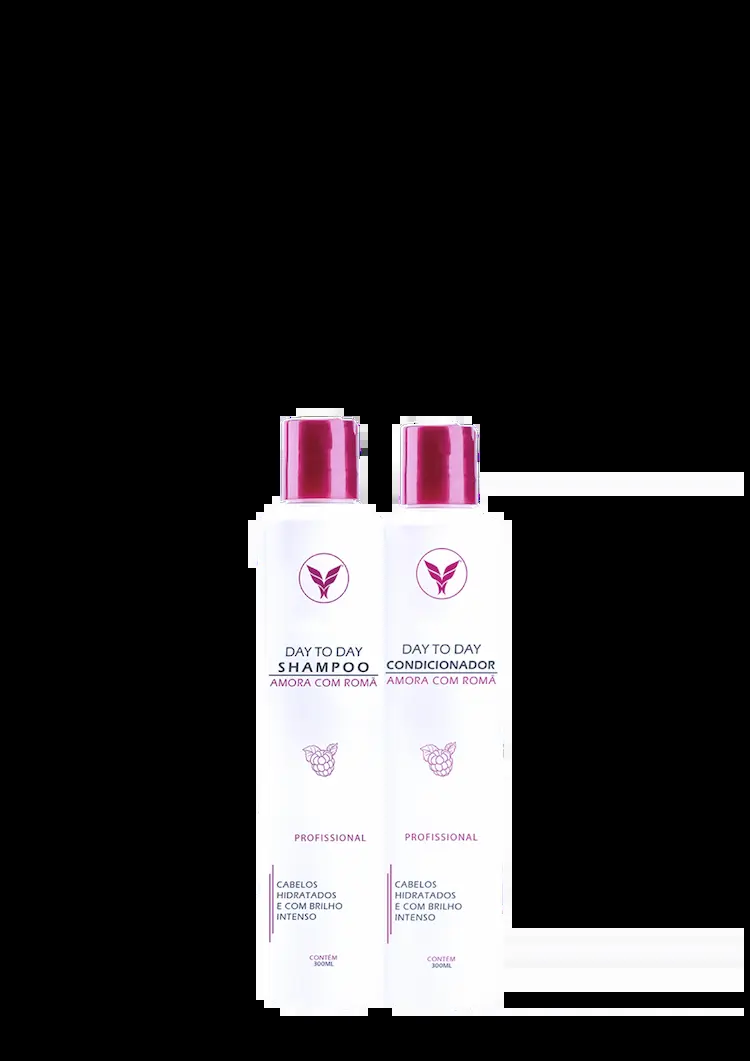 DAY TO DAY
SHAMPOO
AMORA COM ROMÃ
PROFISSIONAL
CABELOS
HIDRATADOS
E COM BRILHO
INTENSO
CONTÉM
300ML
DAY TO DAY
CONDICIONADOR
AMORA COM ROMÃ
PROFISSIONAL
CABELOS
HIDRATADOS
E COM BRILHO
INTENSO
CONTÉM
300ML